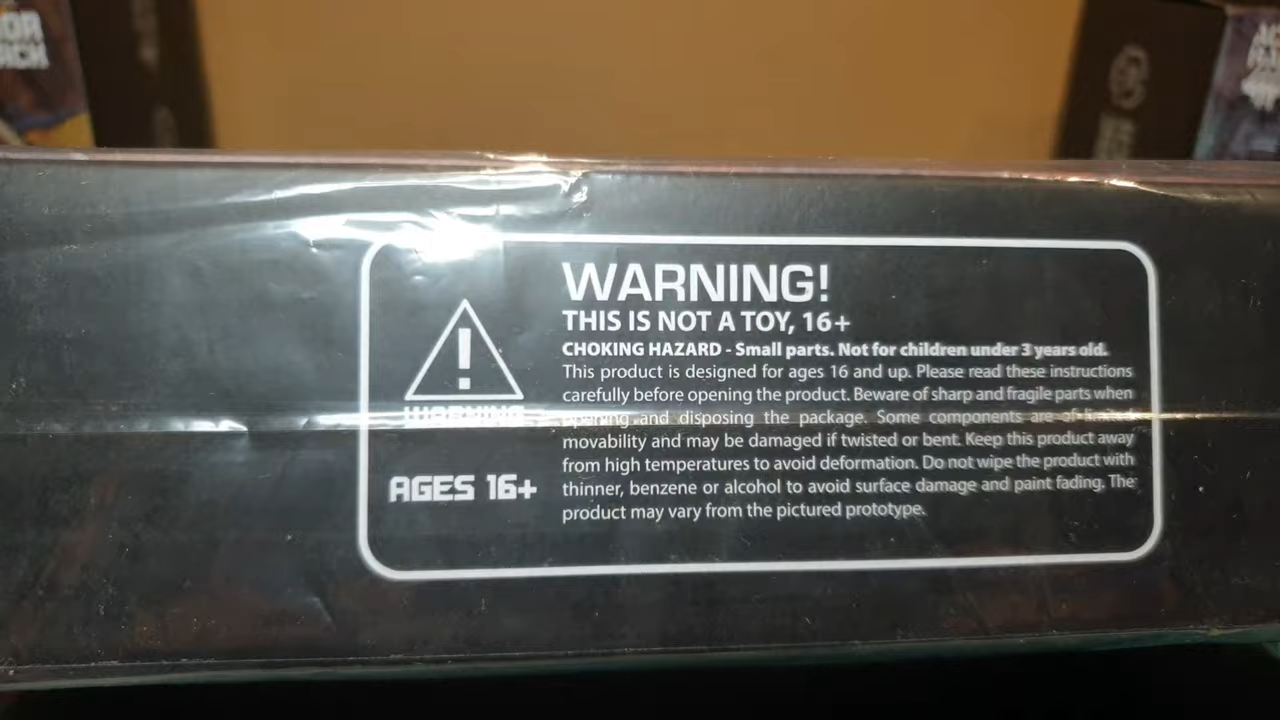 WARNING!
THIS IS NOT A TOY, 16+
CHOKING HAZARD - Small parts. Not for children under 3 years old.
This product is designed for ages 16 and up. Please read these instructions
carefully before opening the product. Beware of sharp and fragile parts when
opening and disposing the package. Some components are of limited
movability and may be damaged if twisted or bent. Keep this product away
from high temperatures to avoid deformation. Do not wipe the product with
thinner, benzene or alcohol to avoid surface damage and paint fading. The
product may vary from the pictured prototype.
WARNING
AGES 16+